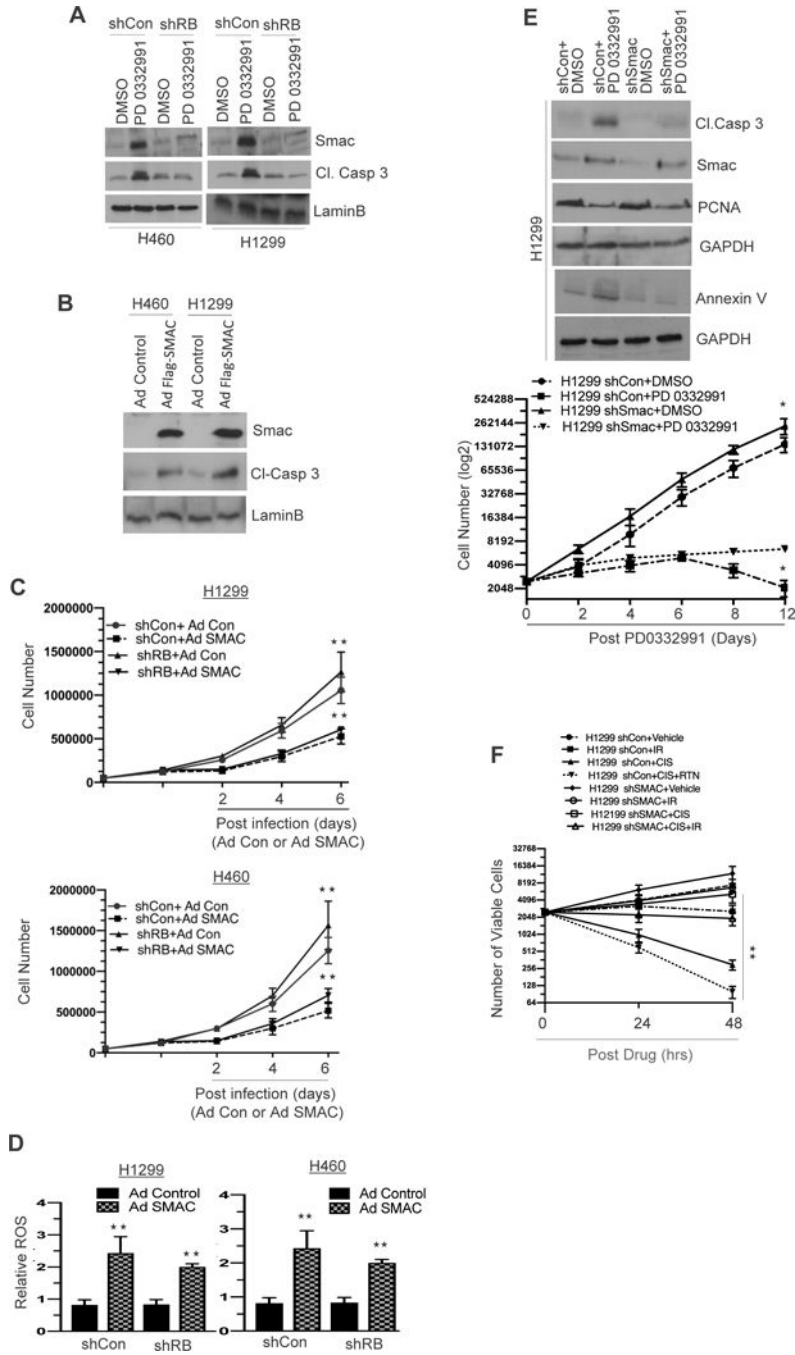 A
shCon shRB shCon shRB
DMSO
PD 0332991
DMSO
PD 0332991
DMSO
PD 0332991
DMSO
PD 0332991
Smac
Cl. Casp 3
LaminB
H460 H1299
B
H460 H1299
Ad Control
Ad Flag-SMAC
Ad Control
Ad Flag-SMAC
Smac
Cl-Casp 3
LaminB
C
H1299
2000000
1500000
1000000
500000
0
Cell Number
shCon+ Ad Con
shCon+Ad SMAC
shRB+Ad Con
shRB+Ad SMAC
**
**
2 4 6
Post infection (days)
(Ad Con or Ad SMAC)
H460
2000000
1500000
1000000
500000
0
Cell Number
shCon+ Ad Con
shCon+Ad SMAC
shRB+Ad Con
shRB+Ad SMAC
**
**
2 4 6
Post infection (days)
(Ad Con or Ad SMAC)
D
H1299 H460
Ad Control
Ad SMAC
Ad Control
Ad SMAC
Relative ROS
4
3
2
1
0
4
3
2
1
0
** **
** **
shCon shRB shCon shRB
E
shCon+
DMSO
shCon+
PD 0332991
shSmac
DMSO
shSmac+
PD 0332991
H1299
Cl.Casp 3
Smac
PCNA
GAPDH
Annexin V
GAPDH
H1299 shCon+DMSO
H1299 shCon+PD 0332991
H1299 shSmac+DMSO
H1299 shSmac+PD 0332991
524288
262144
131072
65536
32768
16384
8192
4096
2048
Cell Number (log2)
*
*
0 2 4 6 8 12
Post PD0332991 (Days)
F
H1299 shCon+Vehicle
H1299 shCon+IR
H1299 shCon+CIS
H1299 shCon+CIS+RTN
H1299 shSMAC+Vehicle
H1299 shSMAC+IR
H12199 shSMAC+CIS
H1299 shSMAC+CIS+IR
32768
16384
8192
4096
2048
1024
512
256
128
64
Number of Viable Cells
**
0 24 48
Post Drug (hrs)